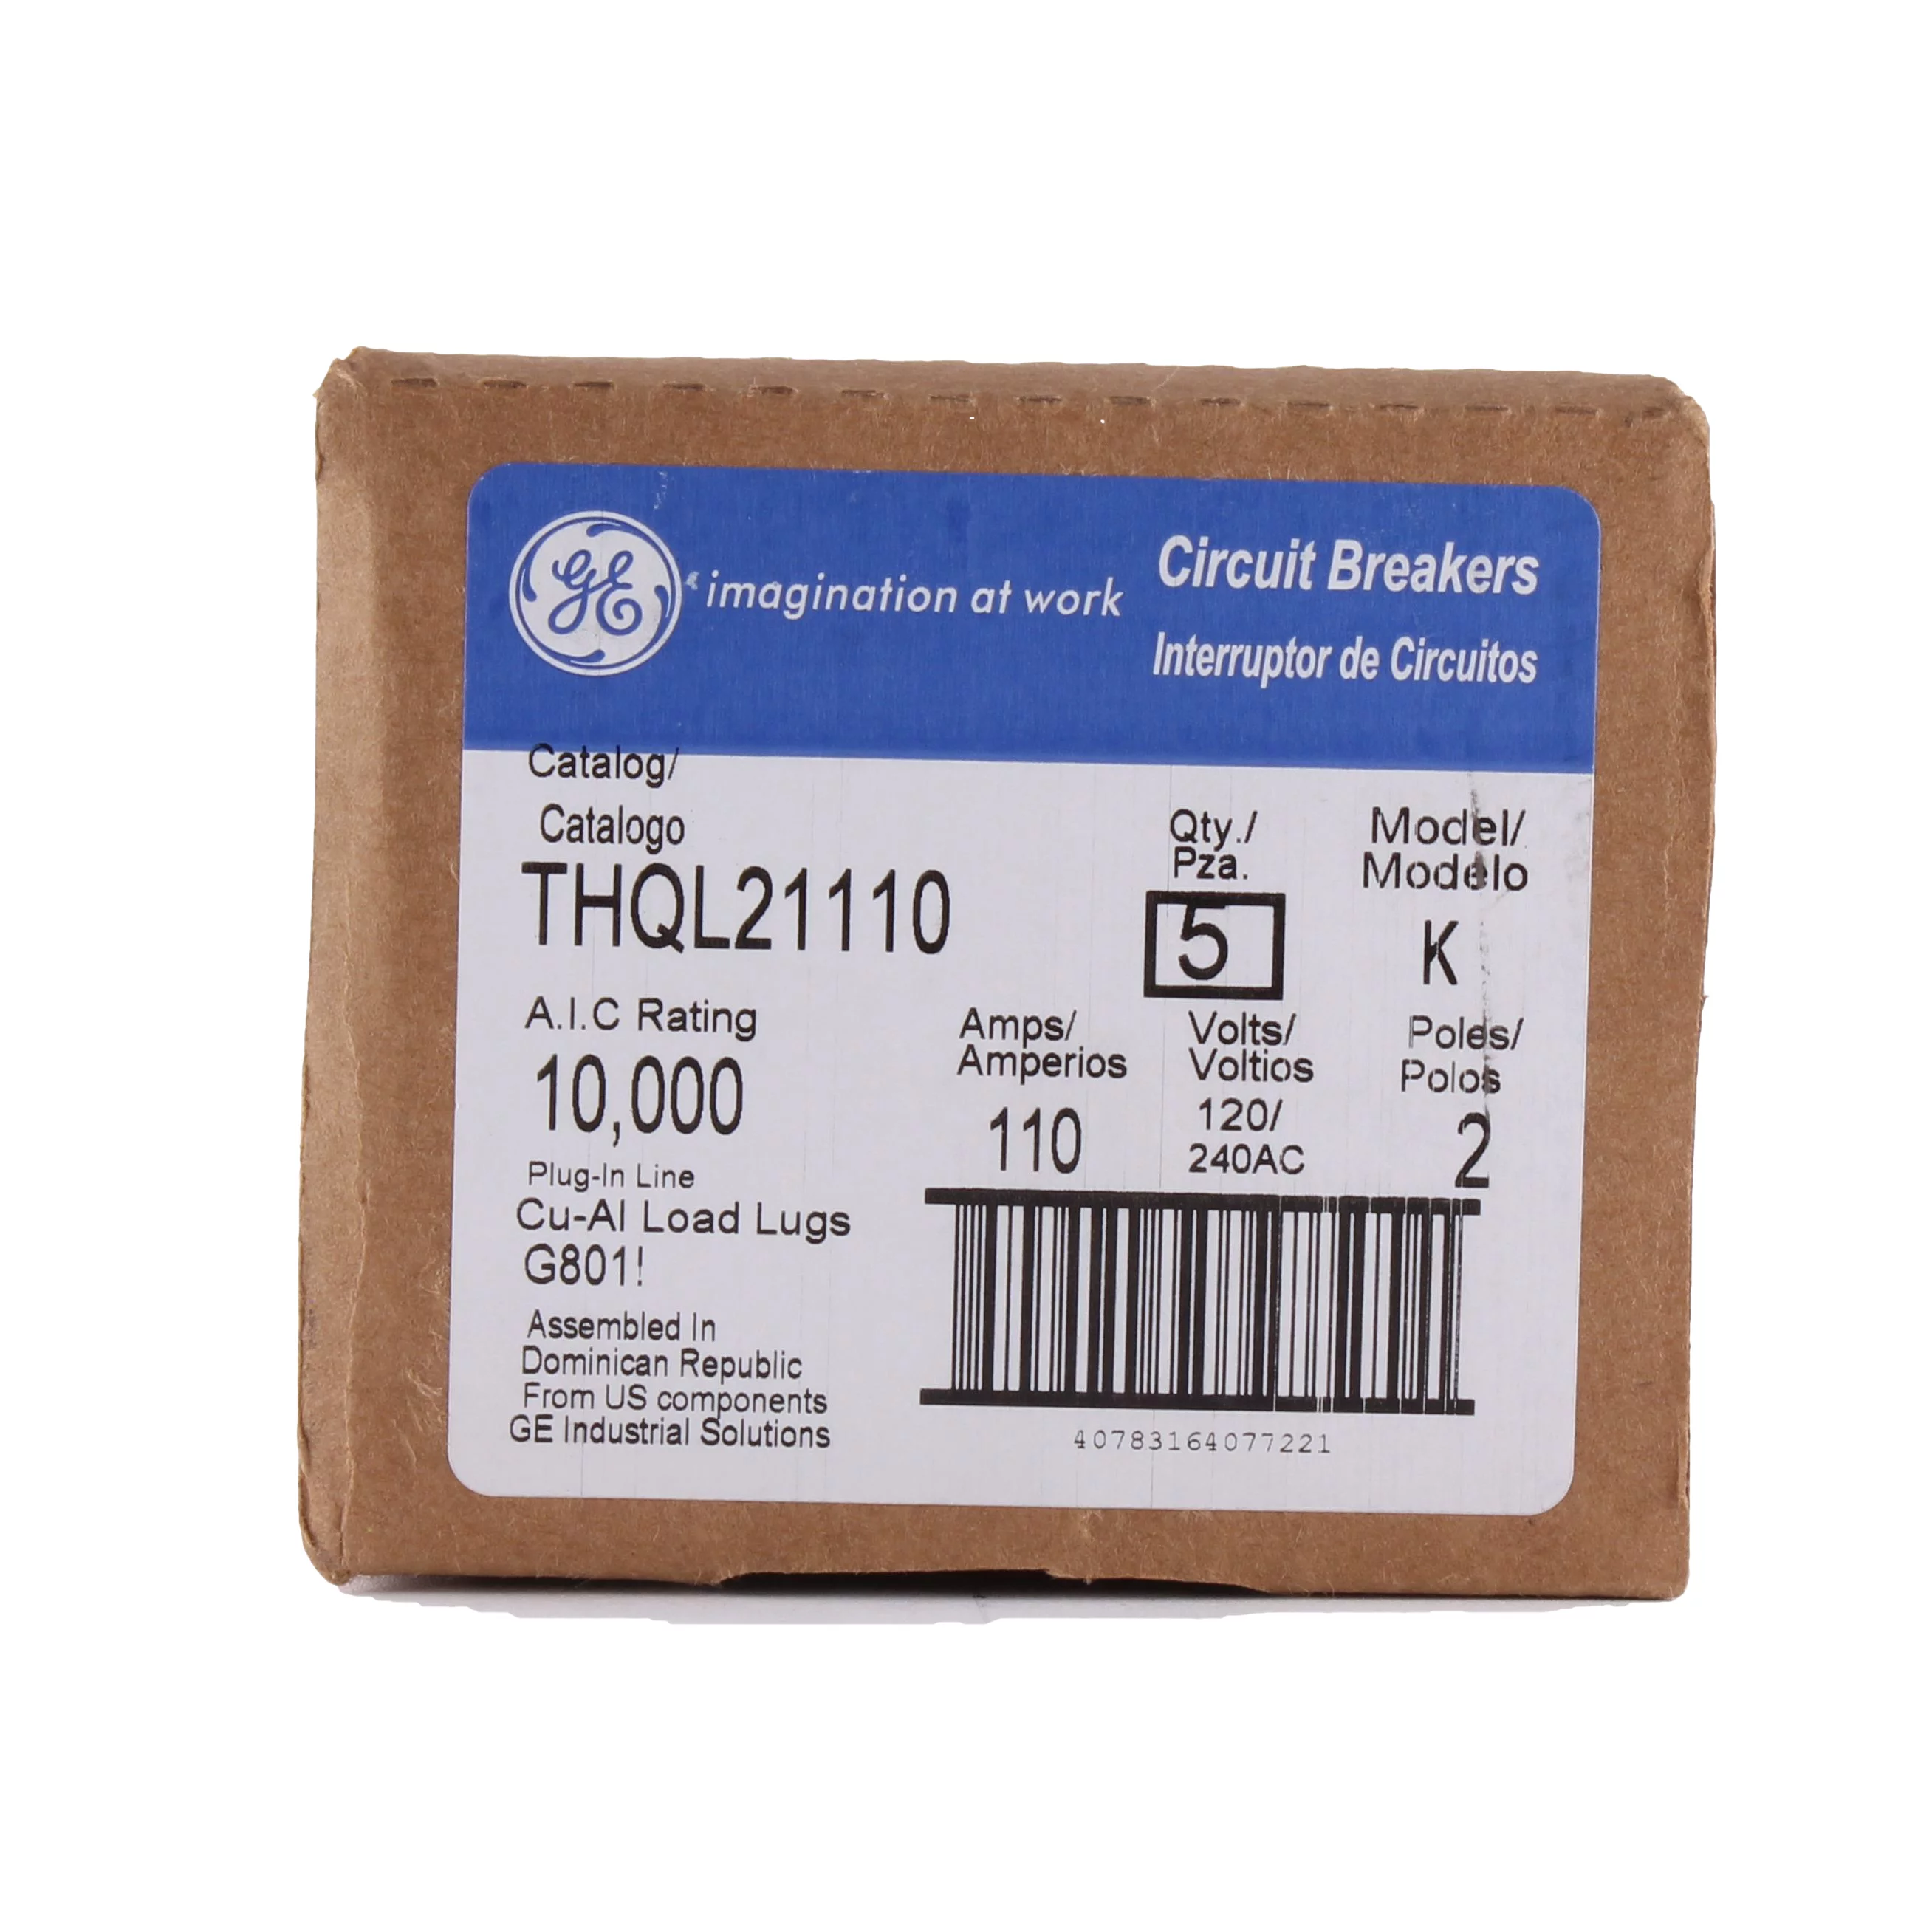 GE imagination at work
Circuit Breakers
Interruptor de Circuitos
Catalog/
Catalogo
THQL21110
Qty./
Pza.
5
Model/
Modelo
K
A.I.C Rating
10,000
Amps/
Amperios
110
Volts/
Voltios
120/
240AC
Poles/
Polos
2
Plug-In Line
Cu-Al Load Lugs
G801!
Assembled In
Dominican Republic
From US components
GE Industrial Solutions
40783164077221